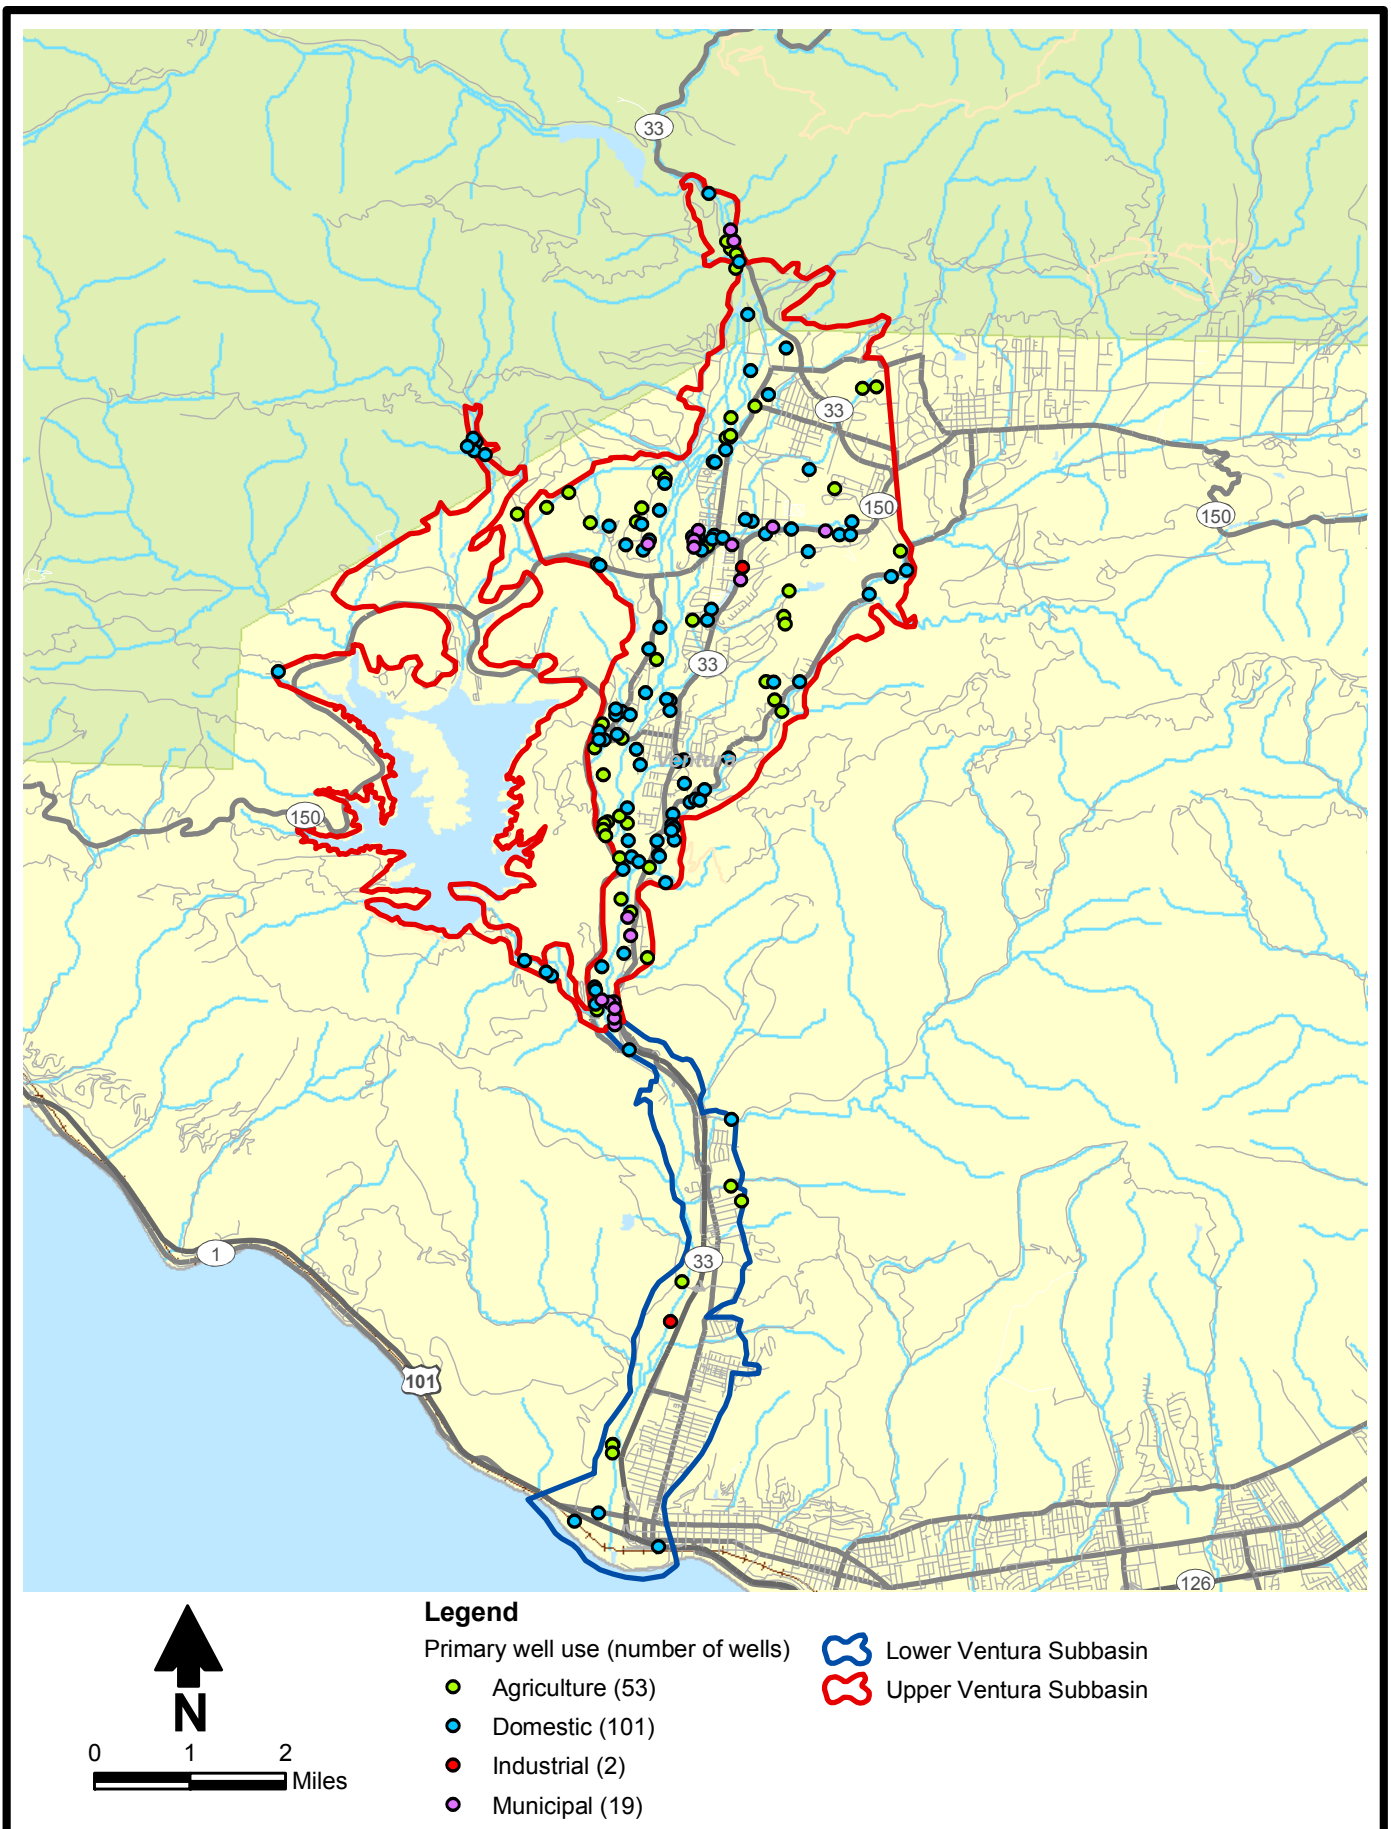 33
33
150
150
33
Ventura
150
1
33
101
126
Legend
Primary well use (number of wells)
Agriculture (53)
Domestic (101)
Industrial (2)
Municipal (19)
Lower Ventura Subbasin
Upper Ventura Subbasin
N
0 1 2
Miles